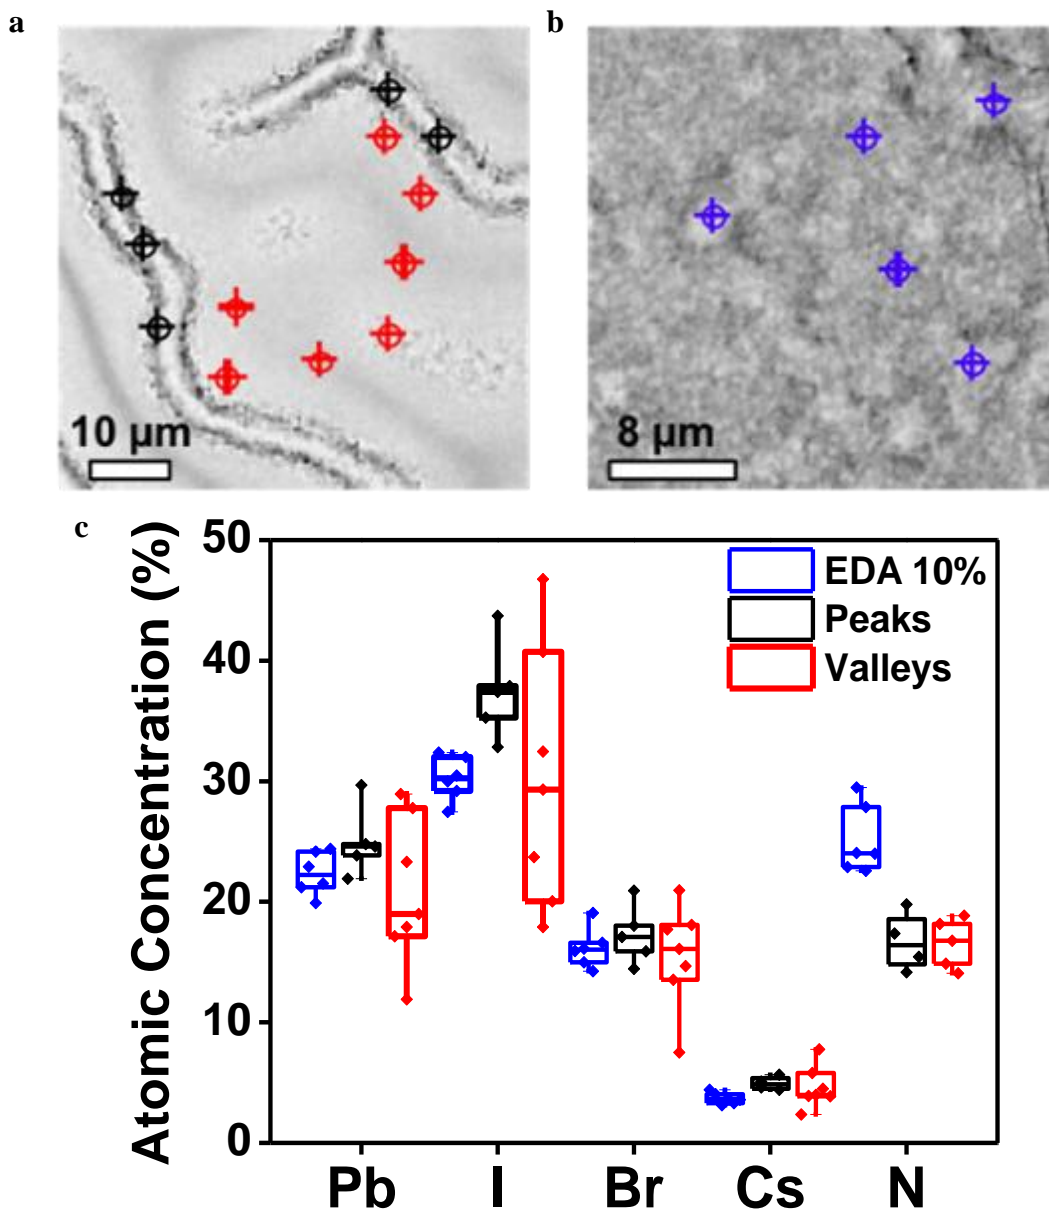 a
b
10 μm
8 μm
c
Atomic Concentration (%)
50
40
30
20
10
0
EDA 10%
Peaks
Valleys
Pb
I
Br
Cs
N